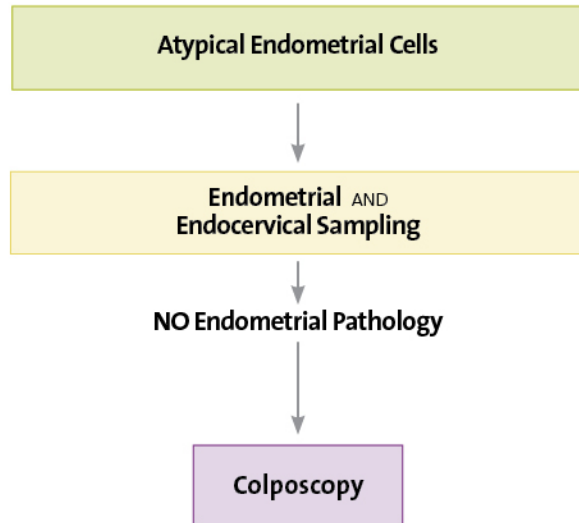 Atypical Endometrial Cells
Endometrial AND
Endocervical Sampling
NO Endometrial Pathology
Colposcopy